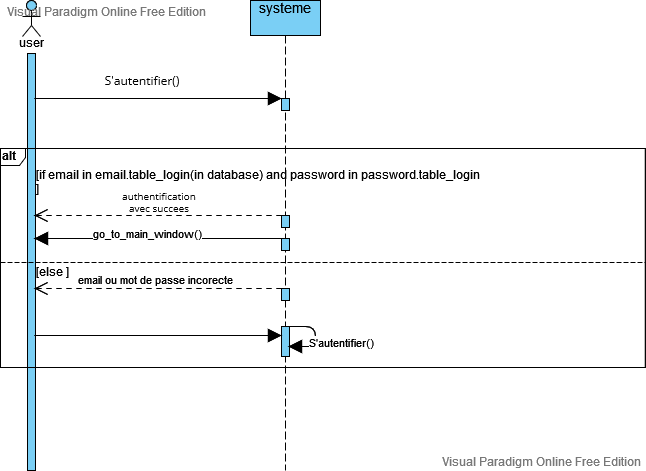 Visual Paradigm Online Free Edition
systeme
user
S'autentifier()
alt
[if email in email.table_login(in database) and password in password.table_login
]
authentification
avec succees
go_to_main_window()
[else ]
email ou mot de passe incorecte
S'autentifier()
Visual Paradigm Online Free Edition